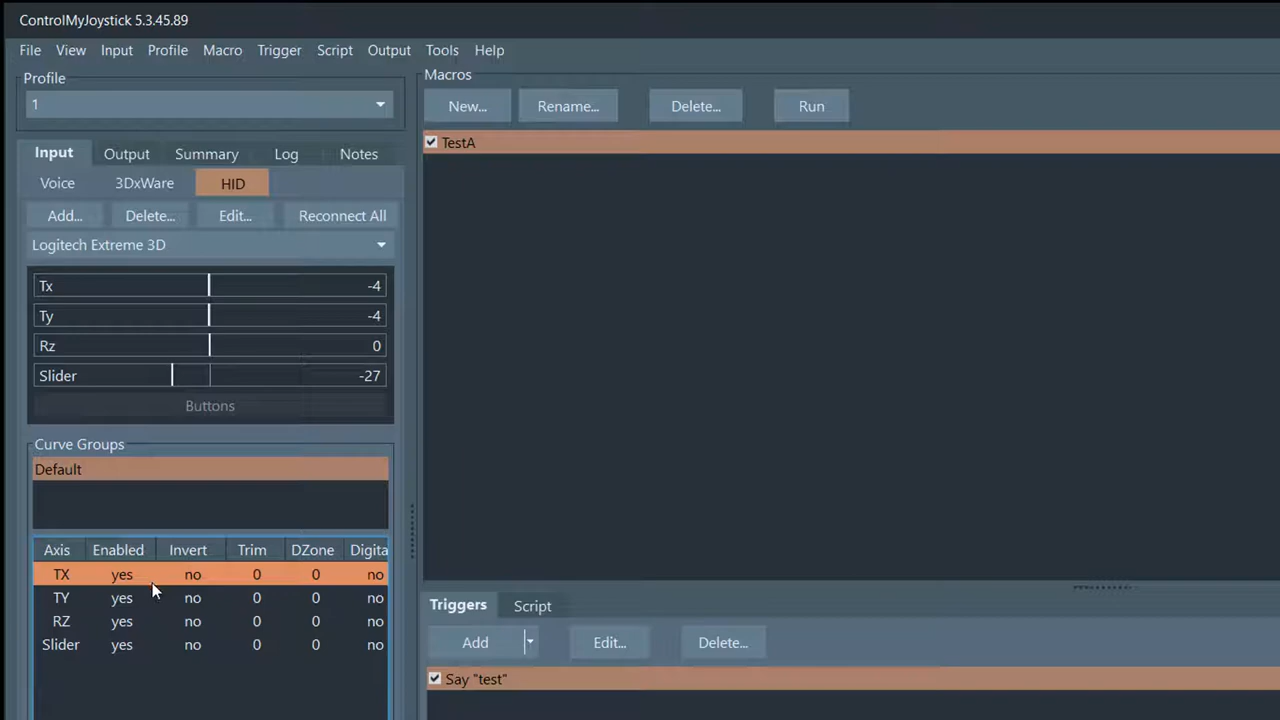 ControlMyJoystick 5.3.45.89
File View Input Profile Macro Trigger Script Output Tools Help
Profile
1
Input Output Summary Log Notes
Voice 3DxWare HID
Add... Delete... Edit... Reconnect All
Logitech Extreme 3D
Tx -4
Ty -4
Rz 0
Slider -27
Buttons
Curve Groups
Default
Axis Enabled Invert Trim DZone Digita
TX yes no 0 0 no
TY yes no 0 0 no
RZ yes no 0 0 no
Slider yes no 0 0 no
Macros
New... Rename... Delete... Run
TestA
Triggers Script
Add Edit... Delete...
Say "test"